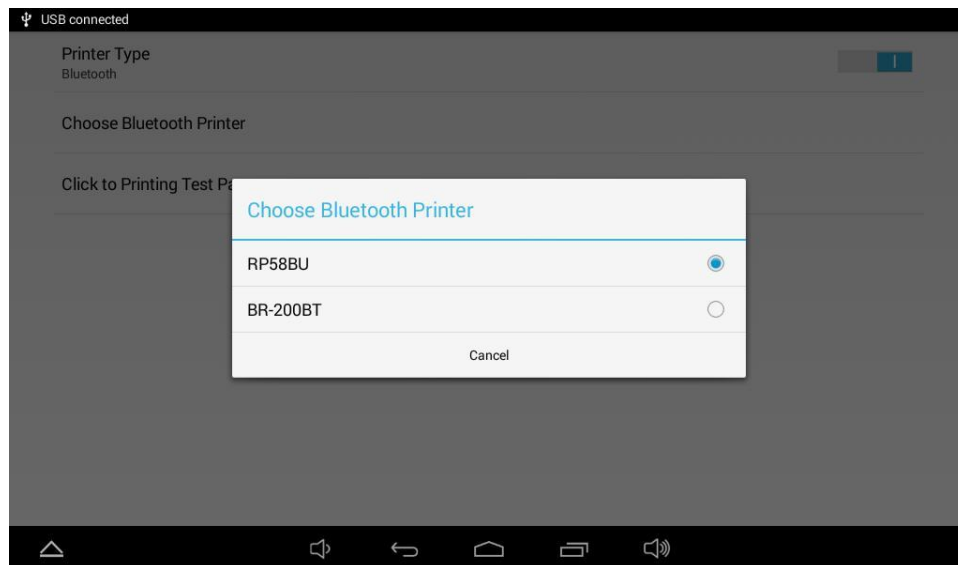 USB connected
Printer Type
Bluetooth
Choose Bluetooth Printer
Click to Printing Test
Choose Bluetooth Printer
RP58BU
BR-200BT
Cancel